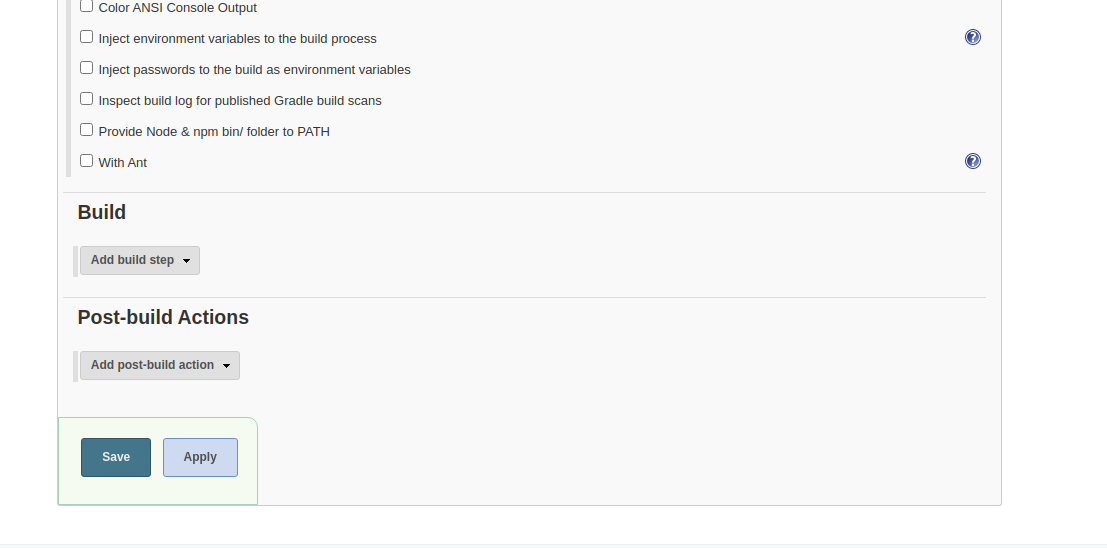 Color ANSI Console Output
Inject environment variables to the build process
?
Inject passwords to the build as environment variables
Inspect build log for published Gradle build scans
Provide Node & npm bin/ folder to PATH
With Ant
?
Build
Add build step
Post-build Actions
Add post-build action
Save
Apply